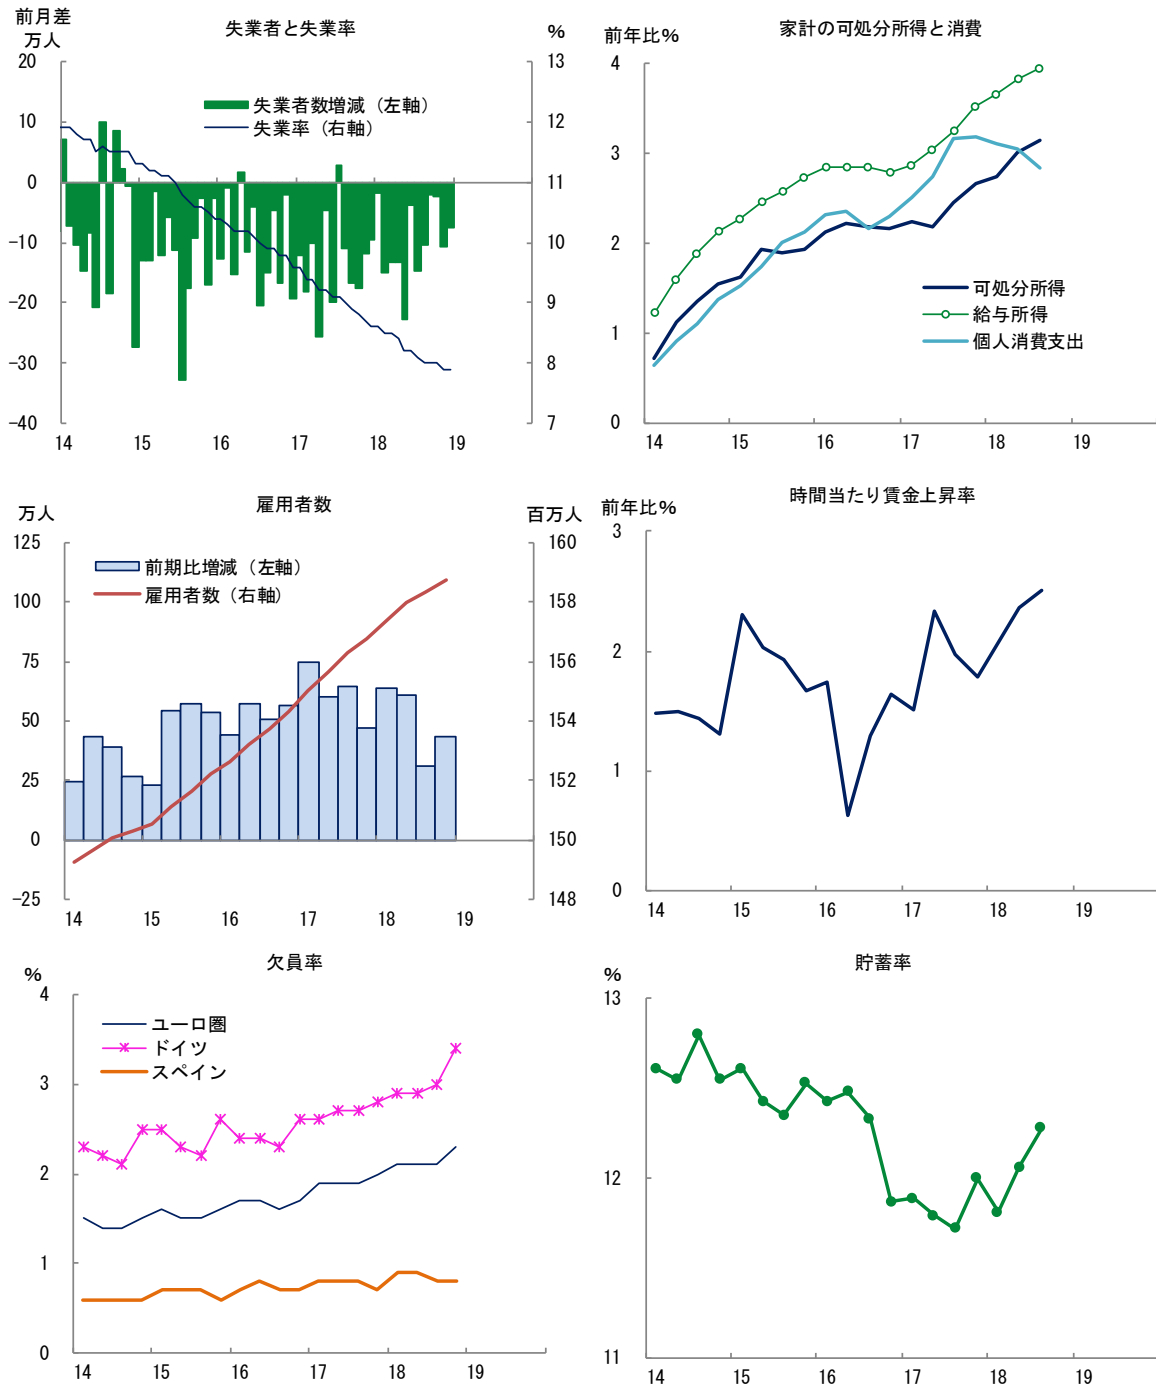 失業者と失業率
前月差
万人
%
20
10
0
-10
-20
-30
-40
13
12
11
10
9
8
7
失業者数増減（左軸）
失業率（右軸）
14 15 16 17 18 19
家計の可処分所得と消費
前年比%
4
3
2
1
0
可処分所得
給与所得
個人消費支出
14 15 16 17 18 19
雇用者数
万人
百万人
125
100
75
50
25
0
-25
160
158
156
154
152
150
148
前期比増減（左軸）
雇用者数（右軸）
14 15 16 17 18 19
時間当たり賃金上昇率
前年比%
3
2
1
0
14 15 16 17 18 19
欠員率
%
4
3
2
1
0
ユーロ圏
ドイツ
スペイン
14 15 16 17 18 19
貯蓄率
%
13
12
11
14 15 16 17 18 19